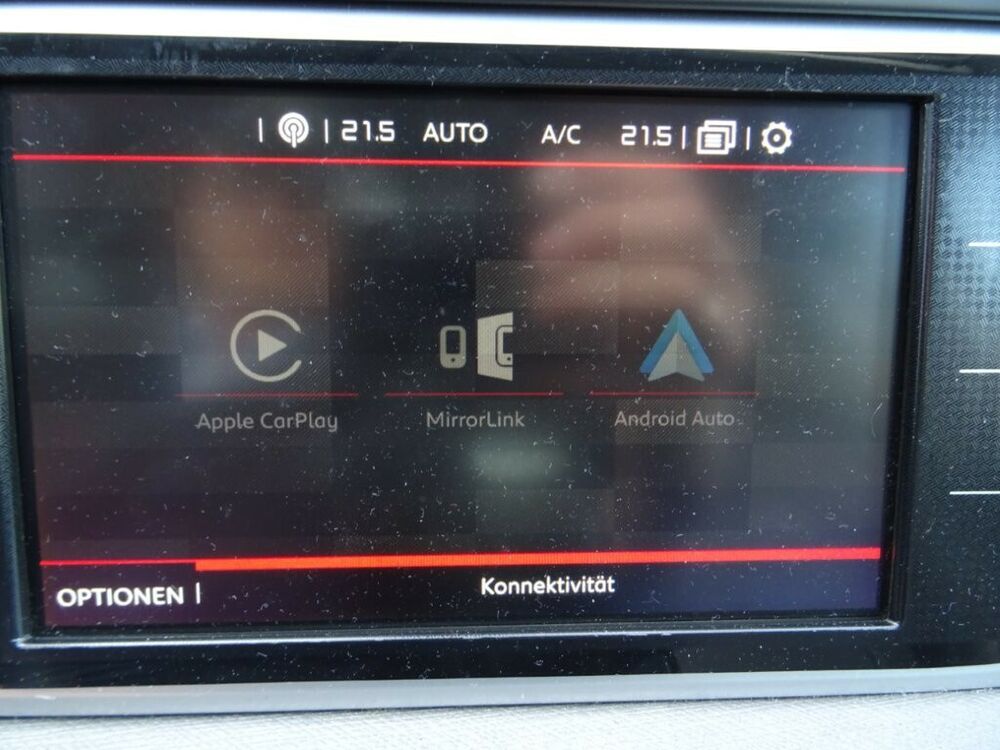 21.5 AUTO A/C 21.5
Apple CarPlay MirrorLink Android Auto
OPTIONEN Konnektivität